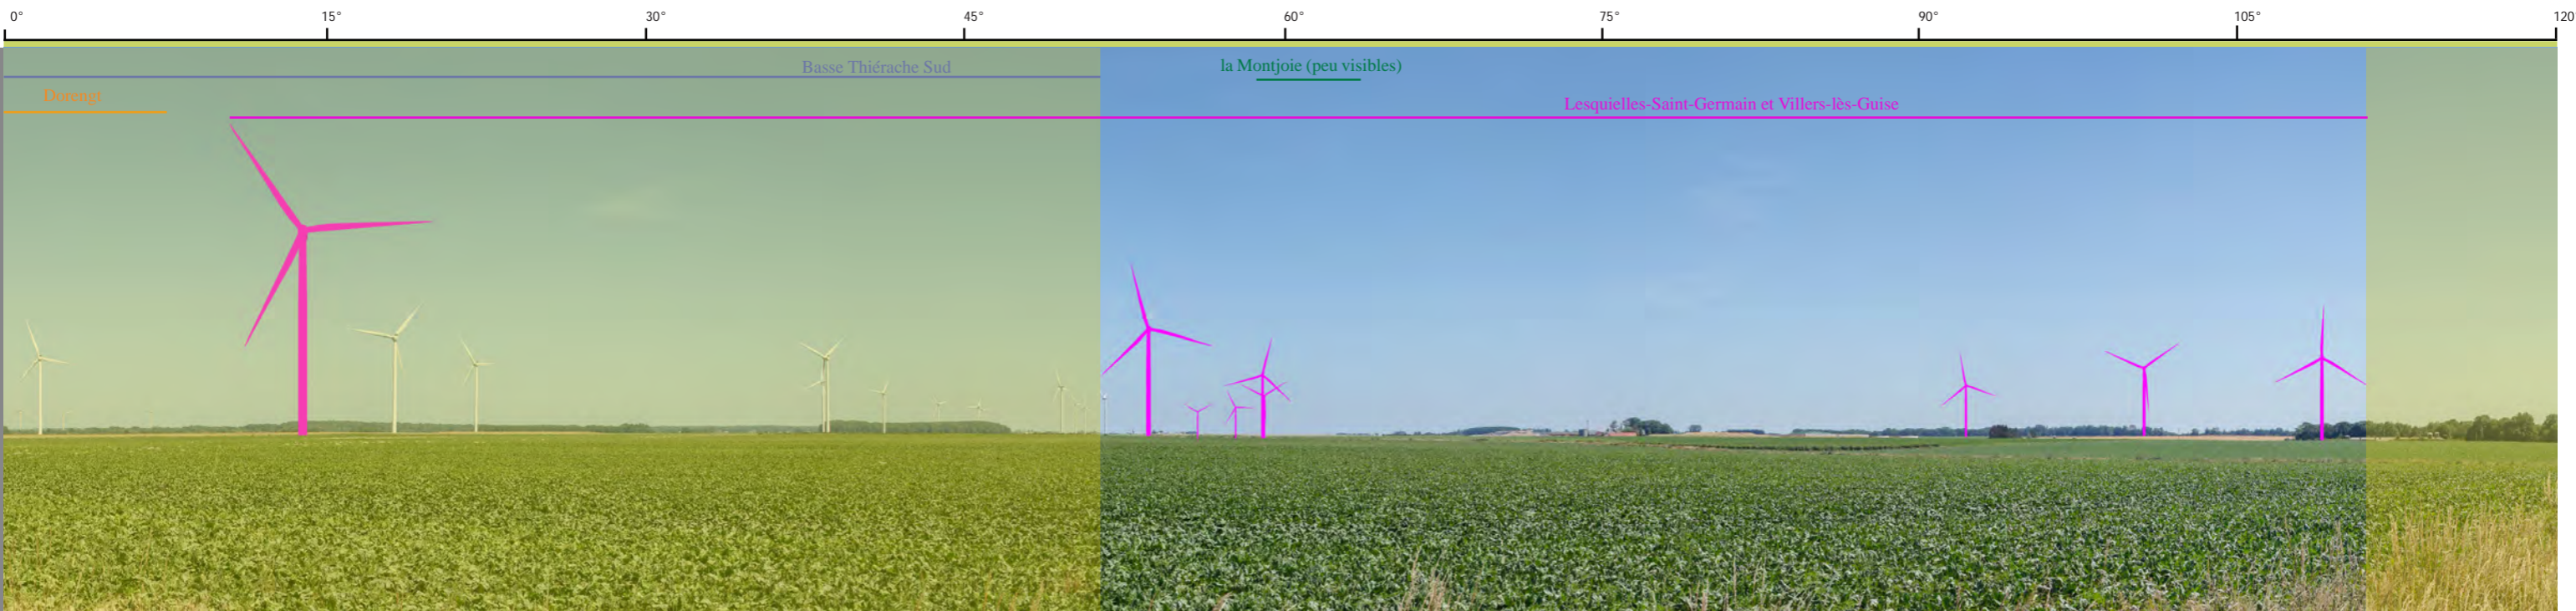 0° 15° 30° 45° 60° 75° 90° 105° 120
Basse Thiérache Sud
la Montjoie (peu visibles)
Dorengt
Lesquielles-Saint-Germain et Villers-lès-Guise